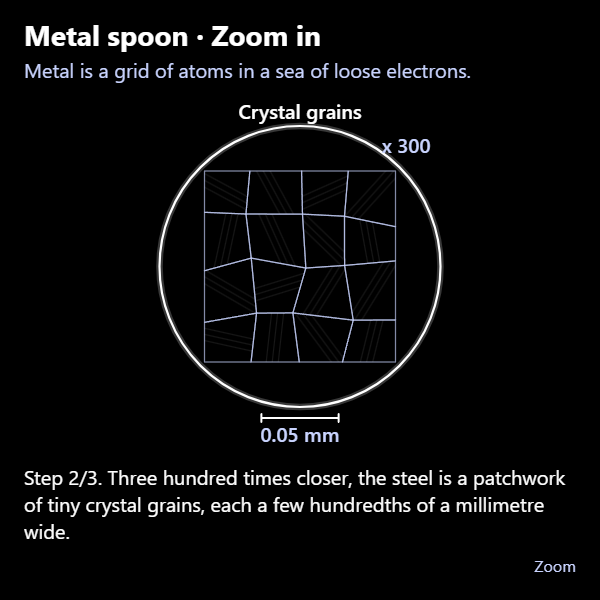 Metal spoon · Zoom in
Metal is a grid of atoms in a sea of loose electrons.
Crystal grains
x 300
0.05 mm
Step 2/3. Three hundred times closer, the steel is a patchwork
of tiny crystal grains, each a few hundredths of a millimetre
wide.
Zoom